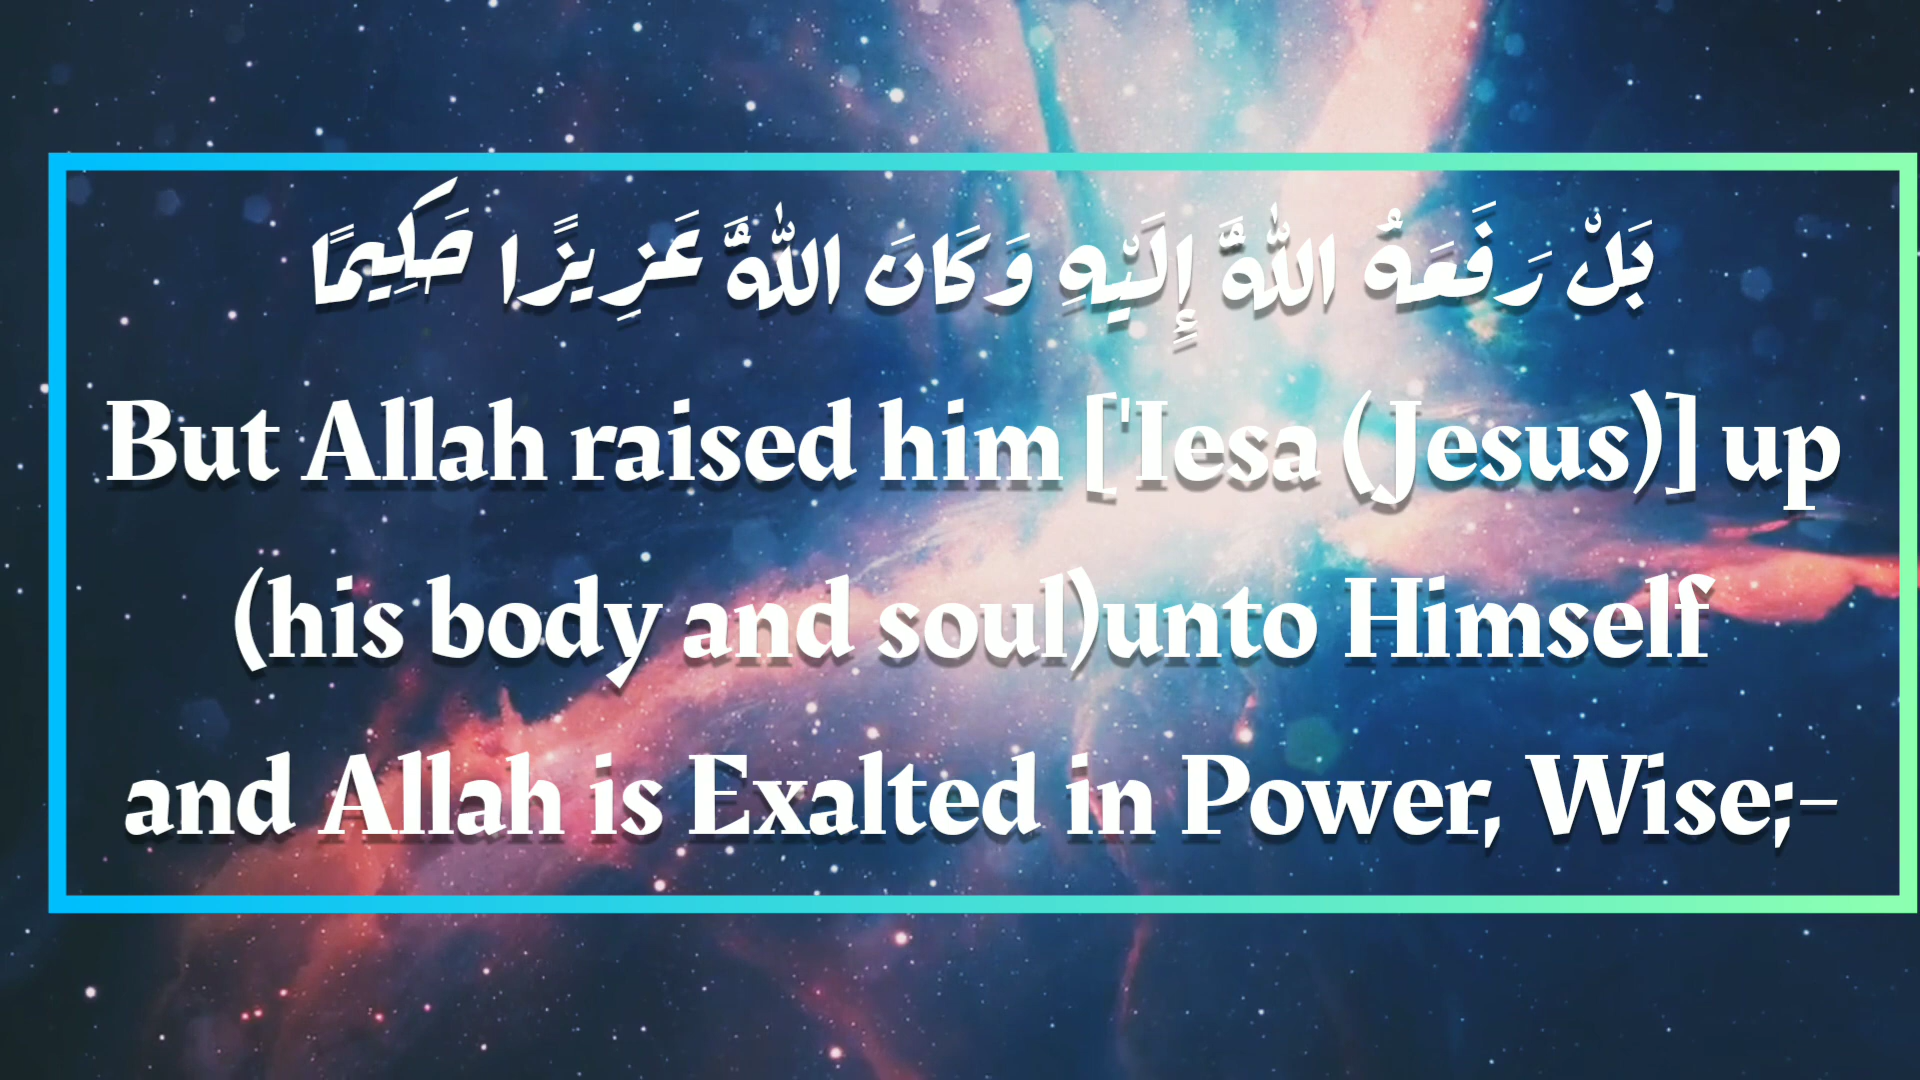 بَلْ رَفَعَهُ اللَّهُ إِلَيْهِ وَكَانَ اللَّهُ عَزِيزًا حَكِيمًا
But Allah raised him ['Iesa (Jesus)] up
(his body and soul)unto Himself
and Allah is Exalted in Power, Wise;-